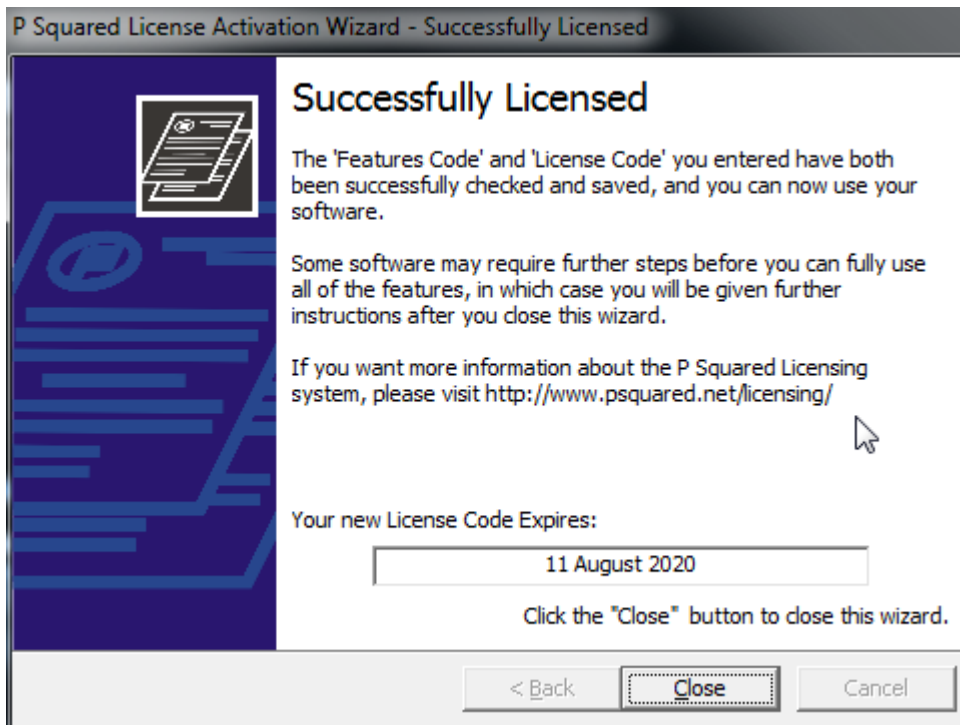 P Squared License Activation Wizard - Successfully Licensed
Successfully Licensed
The 'Features Code' and 'License Code' you entered have both
been successfully checked and saved, and you can now use your
software.
Some software may require further steps before you can fully use
all of the features, in which case you will be given further
instructions after you close this wizard.
If you want more information about the P Squared Licensing
system, please visit http://www.psquared.net/licensing/
Your new License Code Expires:
11 August 2020
Click the "Close" button to close this wizard.
< Back Close Cancel